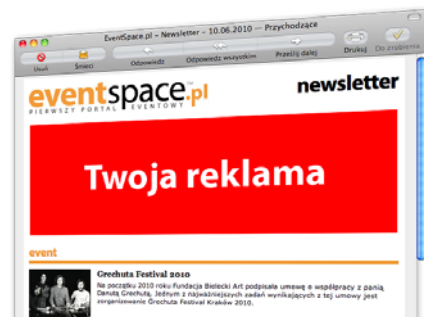 EventSpace.pl – Newsletter – 10.06.2010 — Przychodzące
Usuń Śmieci Odpowiedz Odpowiedz wszystkim Prześlij dalej Drukuj Do zrobienia
eventspace.pl
PIERWSZY PORTAL EVENTOWY
newsletter
Twoja reklama
event
Grechuta Festival 2010
Na początku 2010 roku Fundacja Bielecki Art podpisała umowę o współpracy z panią
Danutą Grechutą. Jednym z najważniejszych zadań wynikających z tej umowy jest
zorganizowanie Grechuta Festival Kraków 2010.